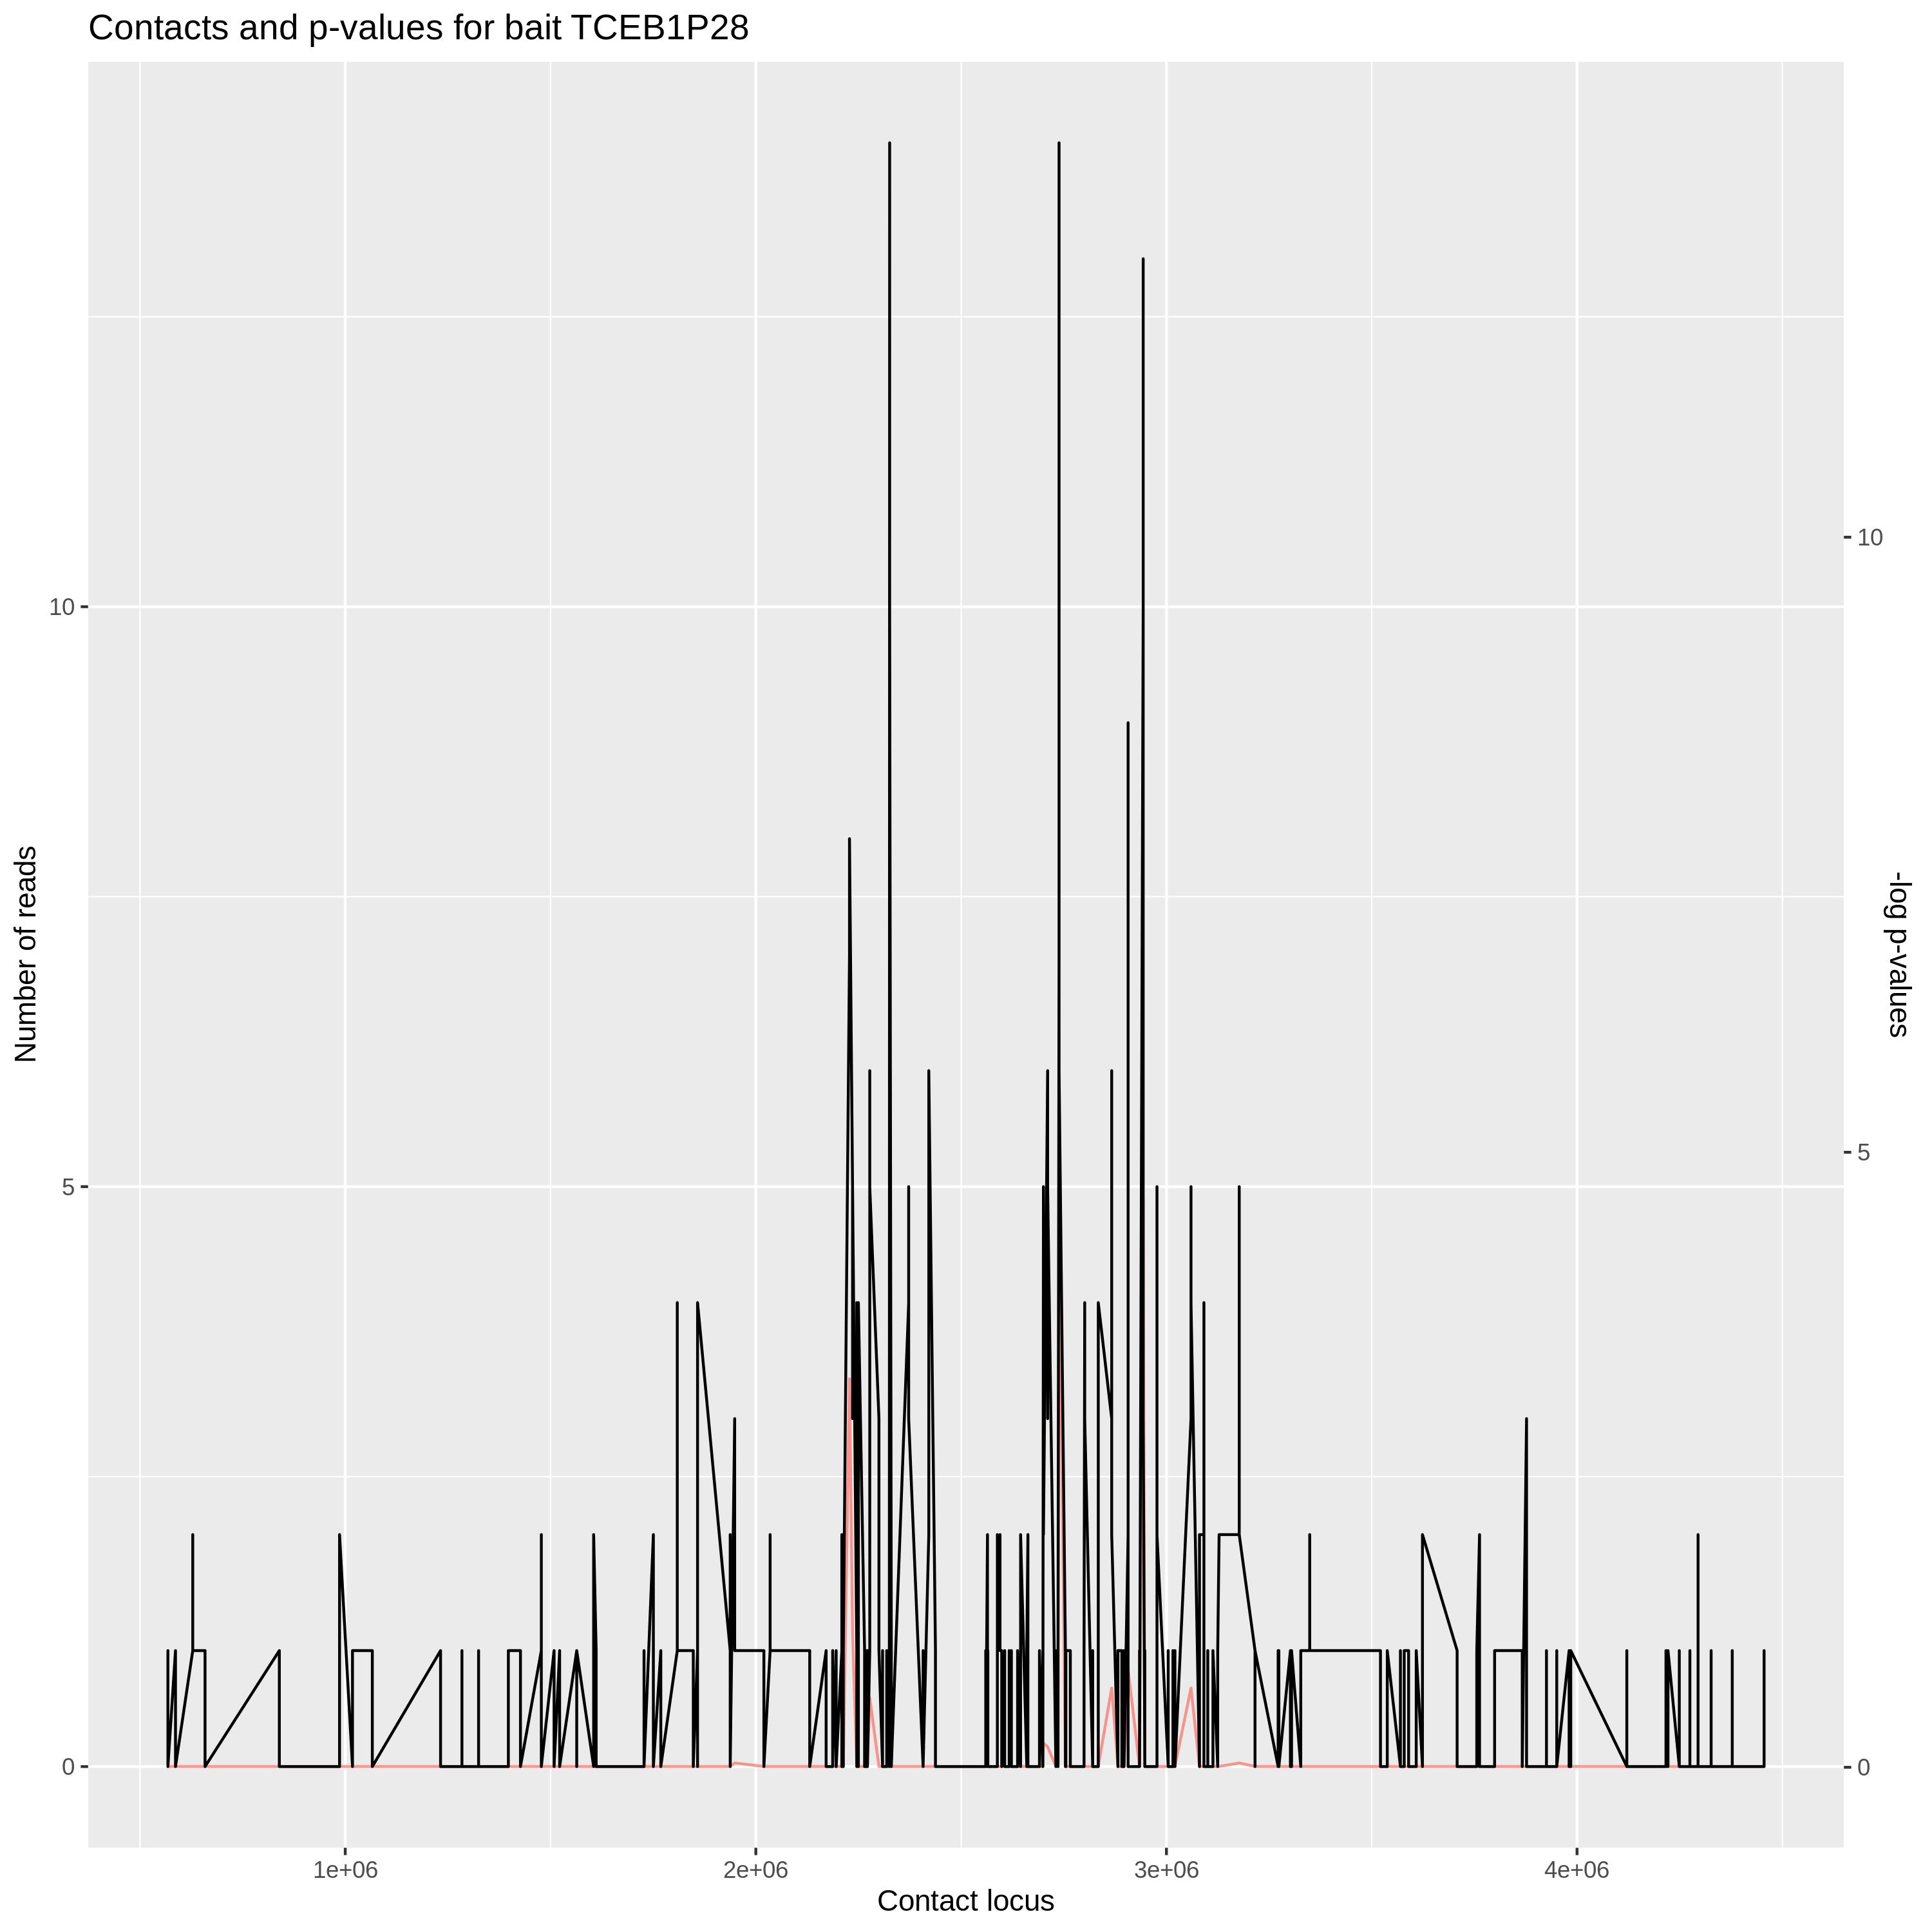 Contacts and p-values for bait TCEB1P28
Number of reads
10
5
0
10
5
0
-log p-values
1e+06
2e+06
3e+06
4e+06
Contact locus